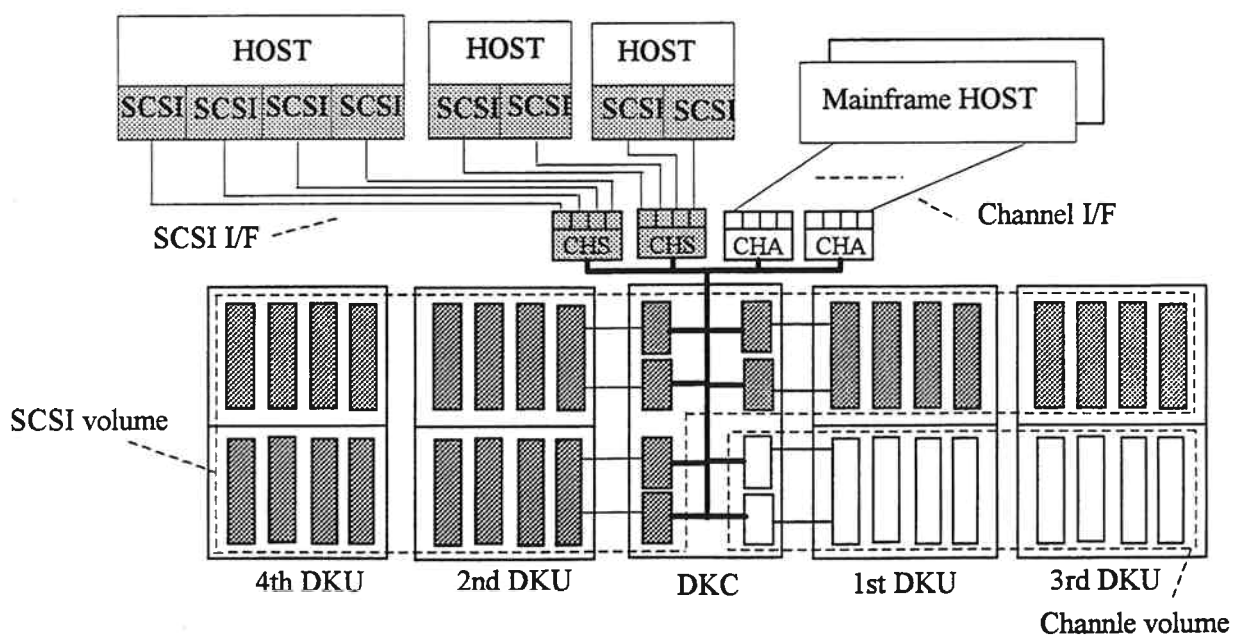 HOST
HOST
HOST
Mainframe HOST
SCSI SCSI SCSI SCSI
SCSI SCSI
SCSI SCSI
SCSI I/F
Channel I/F
CHS
CHS
CHA
CHA
SCSI volume
4th DKU
2nd DKU
DKC
1st DKU
3rd DKU
Channle volume